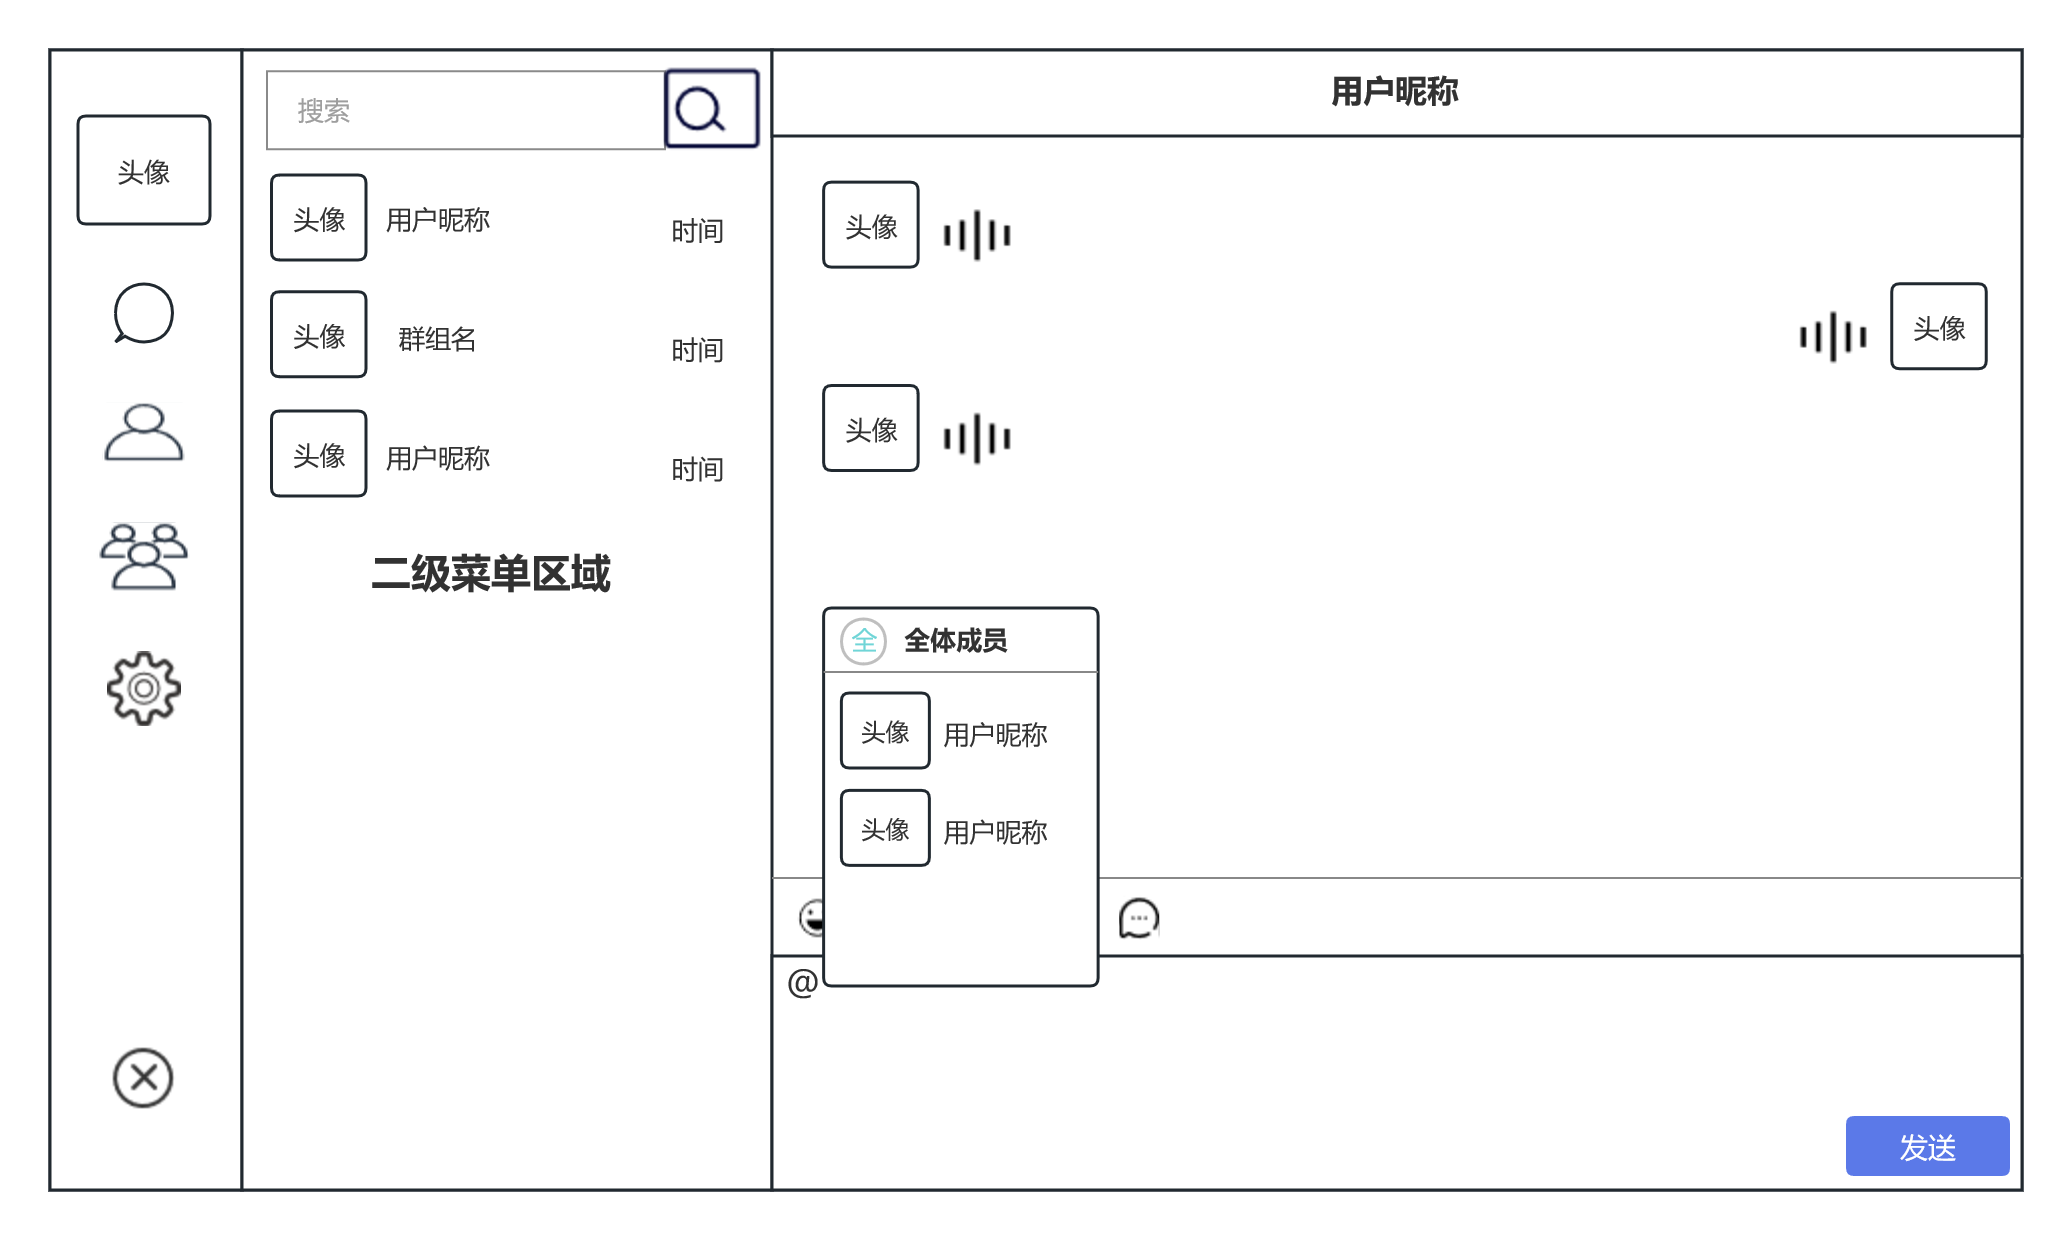 头像
搜索
头像 用户昵称 时间
头像 群组名 时间
头像 用户昵称 时间
二级菜单区域
用户昵称
头像
头像
头像
全 全体成员
头像 用户昵称
头像 用户昵称
@
发送